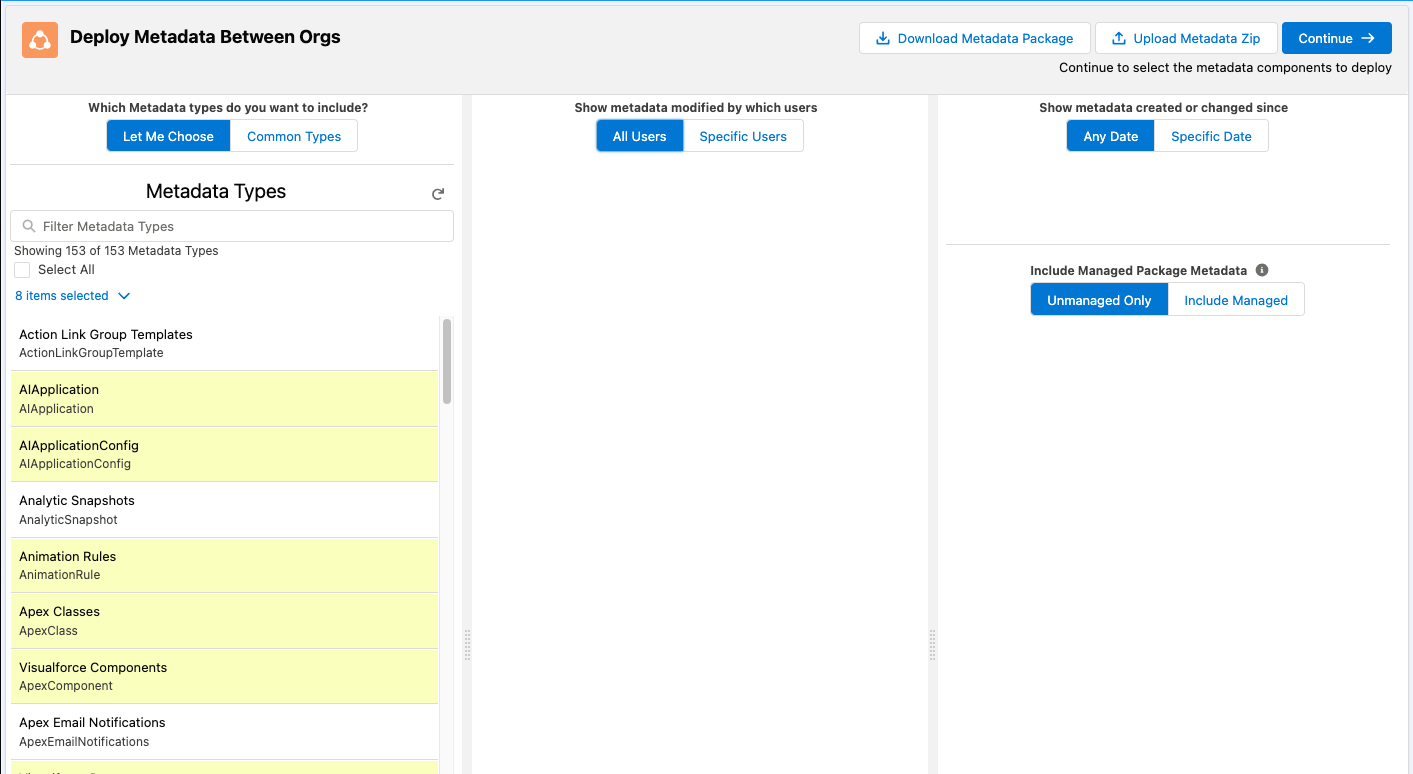 Deploy Metadata Between Orgs
Download Metadata Package
Upload Metadata Zip
Continue
Continue to select the metadata components to deploy
Which Metadata types do you want to include?
Let Me Choose
Common Types
Metadata Types
Filter Metadata Types
Showing 153 of 153 Metadata Types
Select All
8 items selected
Action Link Group Templates
ActionLinkGroupTemplate
AIApplication
AIApplication
AIApplicationConfig
AIApplicationConfig
Analytic Snapshots
AnalyticSnapshot
Animation Rules
AnimationRule
Apex Classes
ApexClass
Visualforce Components
ApexComponent
Apex Email Notifications
ApexEmailNotifications
Show metadata modified by which users
All Users
Specific Users
Show metadata created or changed since
Any Date
Specific Date
Include Managed Package Metadata
Unmanaged Only
Include Managed